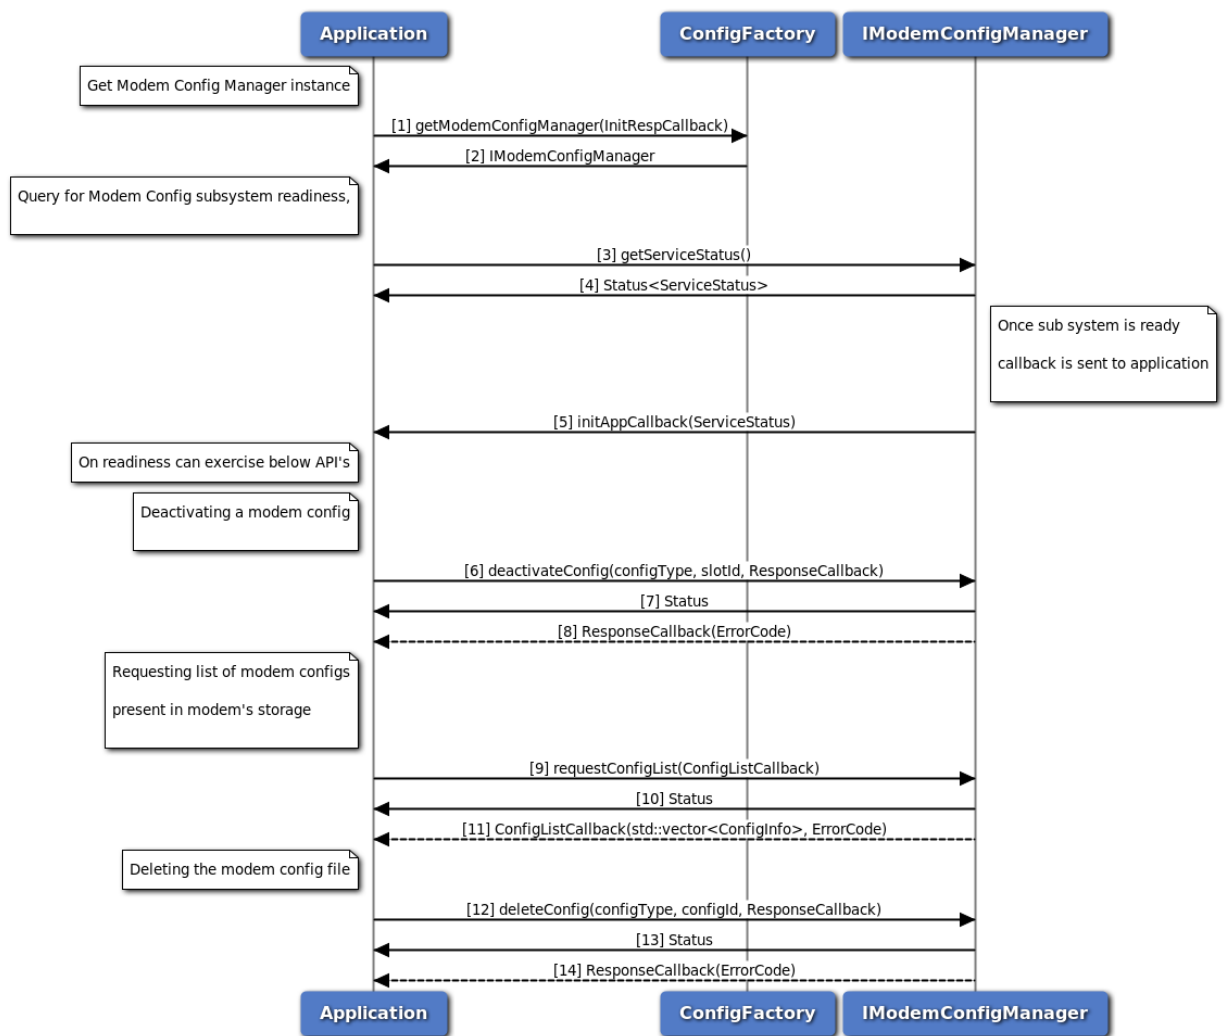 Application
ConfigFactory
IModemConfigManager
Get Modem Config Manager instance
[1] getModemConfigManager(InitRespCallback)
[2] IModemConfigManager
Query for Modem Config subsystem readiness,
[3] getServiceStatus()
[4] Status<ServiceStatus>
Once sub system is ready
callback is sent to application
[5] initAppCallback(ServiceStatus)
On readiness can exercise below API's
Deactivating a modem config
[6] deactivateConfig(configType, slotId, ResponseCallback)
[7] Status
[8] ResponseCallback(ErrorCode)
Requesting list of modem configs
present in modem's storage
[9] requestConfigList(ConfigListCallback)
[10] Status
[11] ConfigListCallback(std::vector<ConfigInfo>, ErrorCode)
Deleting the modem config file
[12] deleteConfig(configType, configId, ResponseCallback)
[13] Status
[14] ResponseCallback(ErrorCode)
Application
ConfigFactory
IModemConfigManager